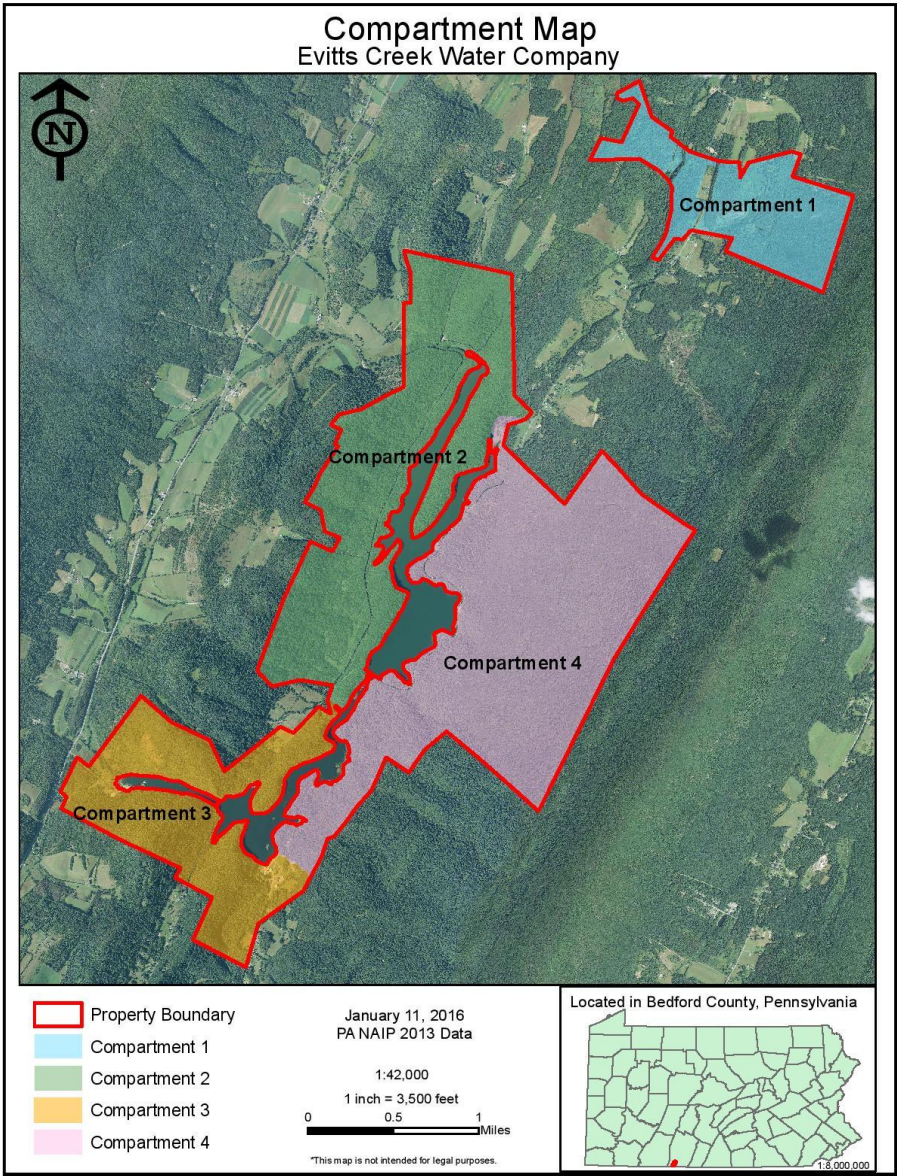 Compartment Map
Evitts Creek Water Company
N
Compartment 1
Compartment 2
Compartment 4
Compartment 3
Property Boundary
Compartment 1
Compartment 2
Compartment 3
Compartment 4
January 11, 2016
PA NAIP 2013 Data
1:42,000
1 inch = 3,500 feet
0 0.5 1
Miles
*This map is not intended for legal purposes.
Located in Bedford County, Pennsylvania
1:8,000,000